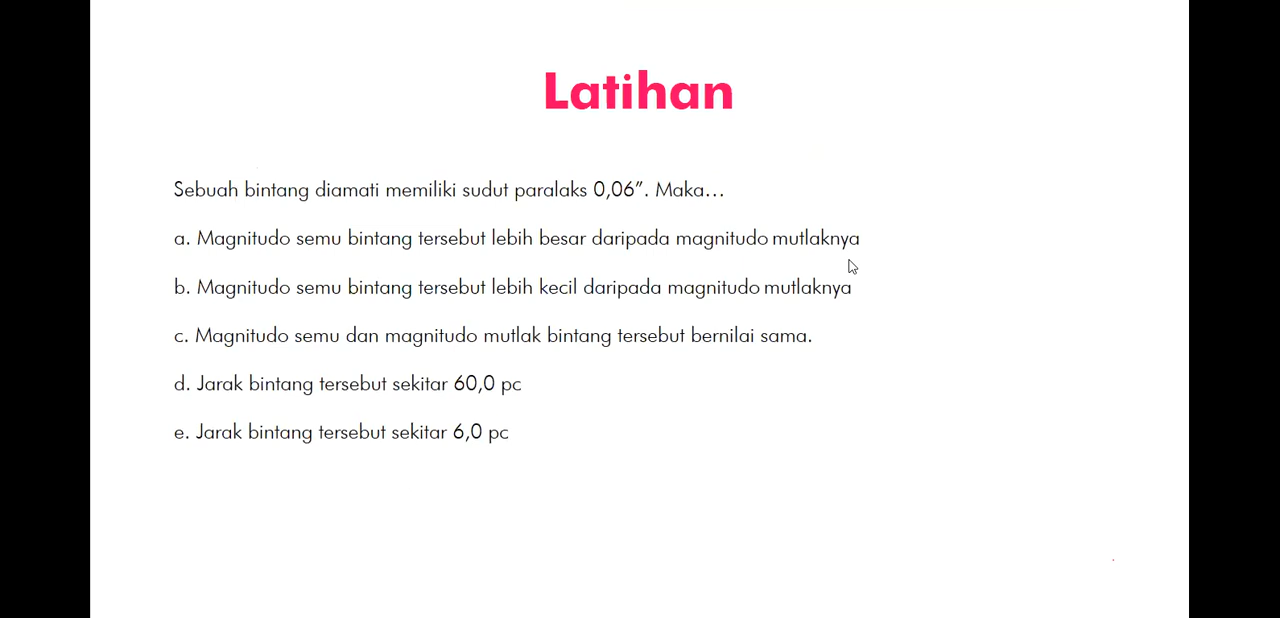 Latihan
Sebuah bintang diamati memiliki sudut paralaks 0,06”. Maka…
a. Magnitudo semu bintang tersebut lebih besar daripada magnitudo mutlaknya
b. Magnitudo semu bintang tersebut lebih kecil daripada magnitudo mutlaknya
c. Magnitudo semu dan magnitudo mutlak bintang tersebut bernilai sama.
d. Jarak bintang tersebut sekitar 60,0 pc
e. Jarak bintang tersebut sekitar 6,0 pc